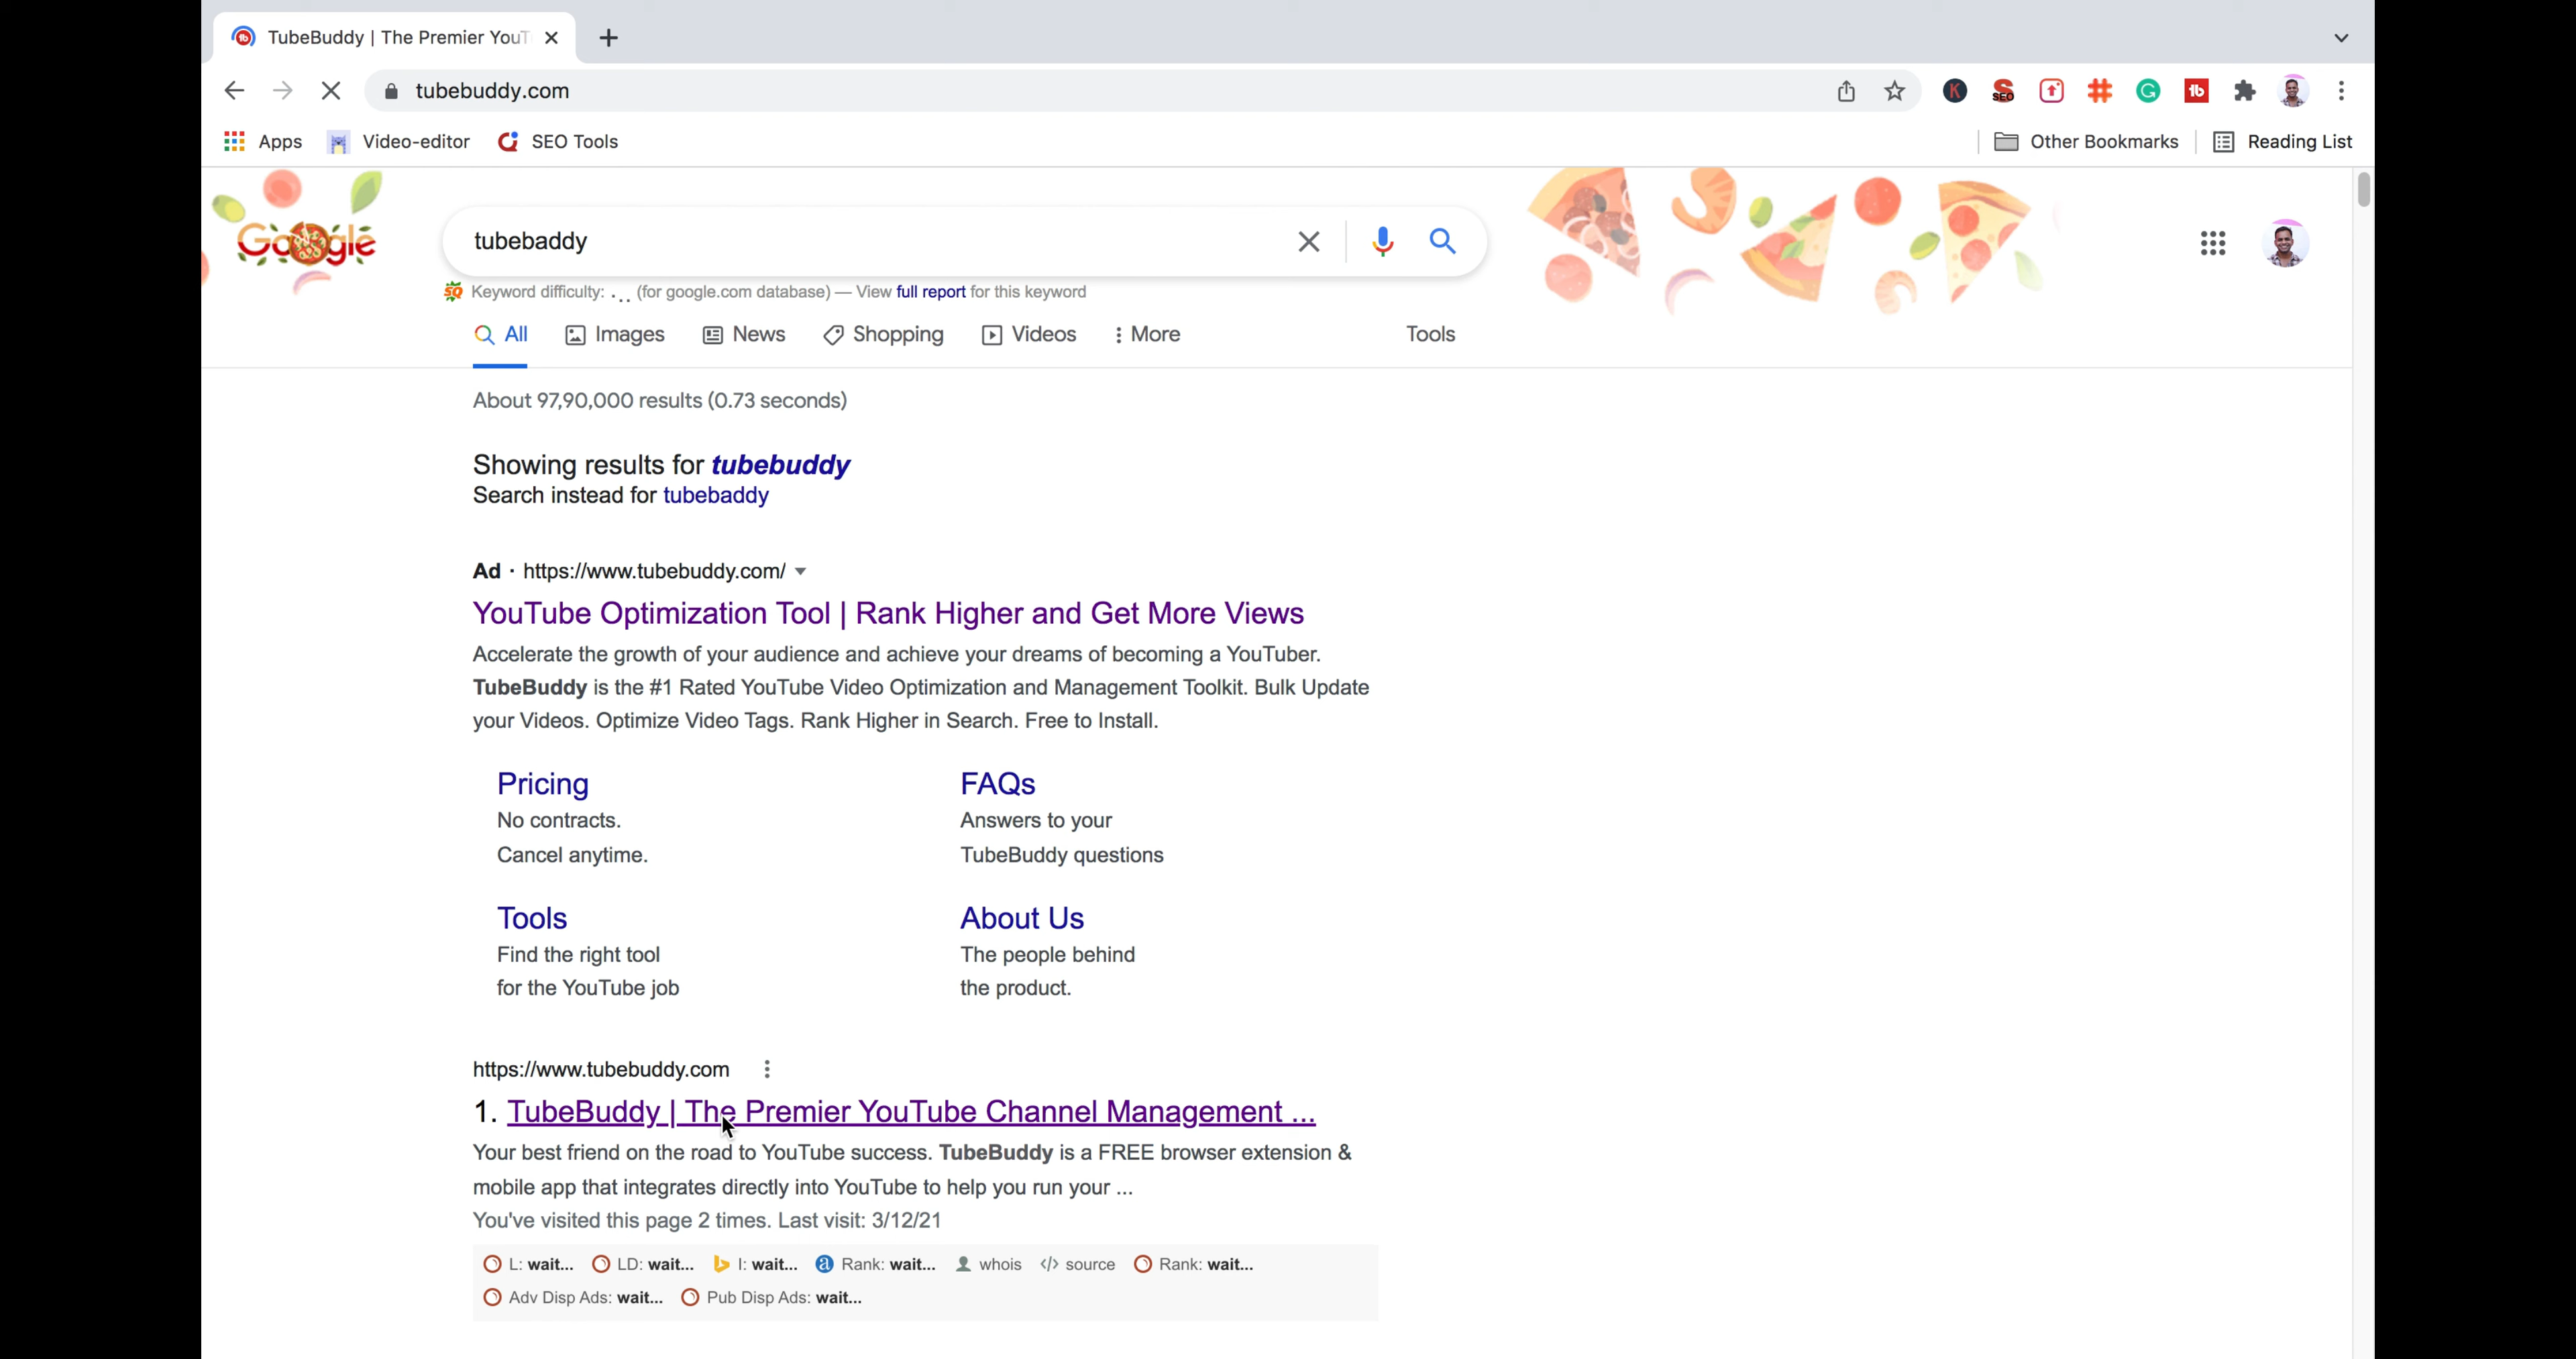 TubeBuddy | The Premier YouT
tubebuddy.com
K SEO G tb
Apps Video-editor SEO Tools Other Bookmarks Reading List
Google
tubebaddy
SQ Keyword difficulty: ... (for google.com database) — View full report for this keyword
All Images News Shopping Videos More Tools
About 97,90,000 results (0.73 seconds)
Showing results for tubebuddy
Search instead for tubebaddy
Ad · https://www.tubebuddy.com/
YouTube Optimization Tool | Rank Higher and Get More Views
Accelerate the growth of your audience and achieve your dreams of becoming a YouTuber.
TubeBuddy is the #1 Rated YouTube Video Optimization and Management Toolkit. Bulk Update
your Videos. Optimize Video Tags. Rank Higher in Search. Free to Install.
Pricing
No contracts.
Cancel anytime.
FAQs
Answers to your
TubeBuddy questions
Tools
Find the right tool
for the YouTube job
About Us
The people behind
the product.
https://www.tubebuddy.com
1. TubeBuddy | The Premier YouTube Channel Management ...
Your best friend on the road to YouTube success. TubeBuddy is a FREE browser extension &
mobile app that integrates directly into YouTube to help you run your ...
You've visited this page 2 times. Last visit: 3/12/21
L: wait... LD: wait... I: wait... Rank: wait... whois </> source Rank: wait...
Adv Disp Ads: wait... Pub Disp Ads: wait...